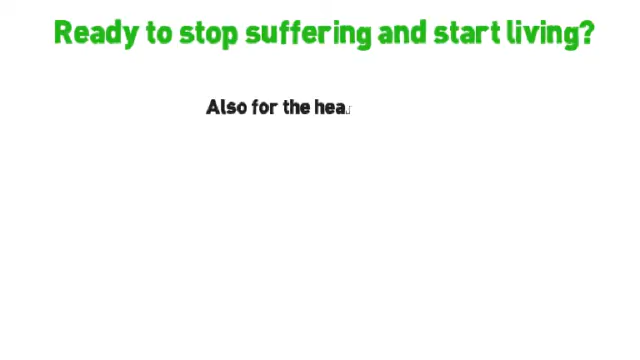 Ready to stop suffering and start living?
Also for the hea